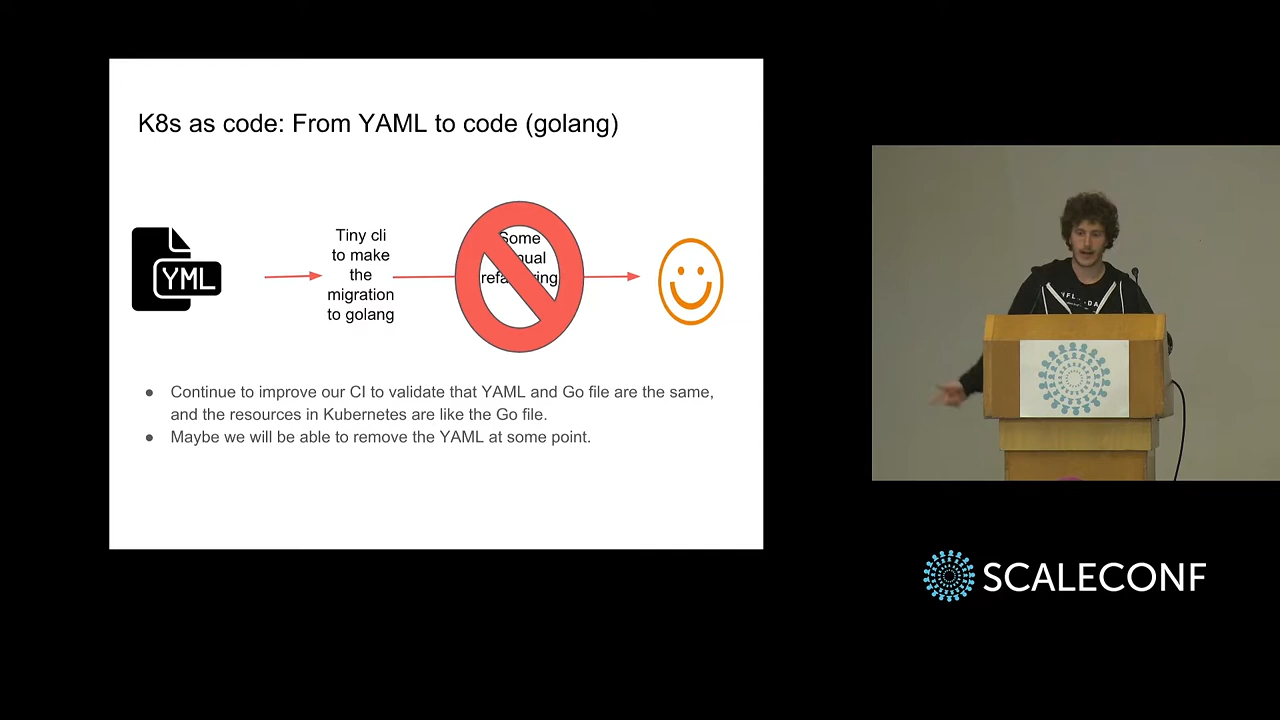 K8s as code: From YAML to code (golang)
YML
Tiny cli
to make
the
migration
to golang
Some
● Continue to improve our CI to validate that YAML and Go file are the same,
and the resources in Kubernetes are like the Go file.
● Maybe we will be able to remove the YAML at some point.
SCALECONF